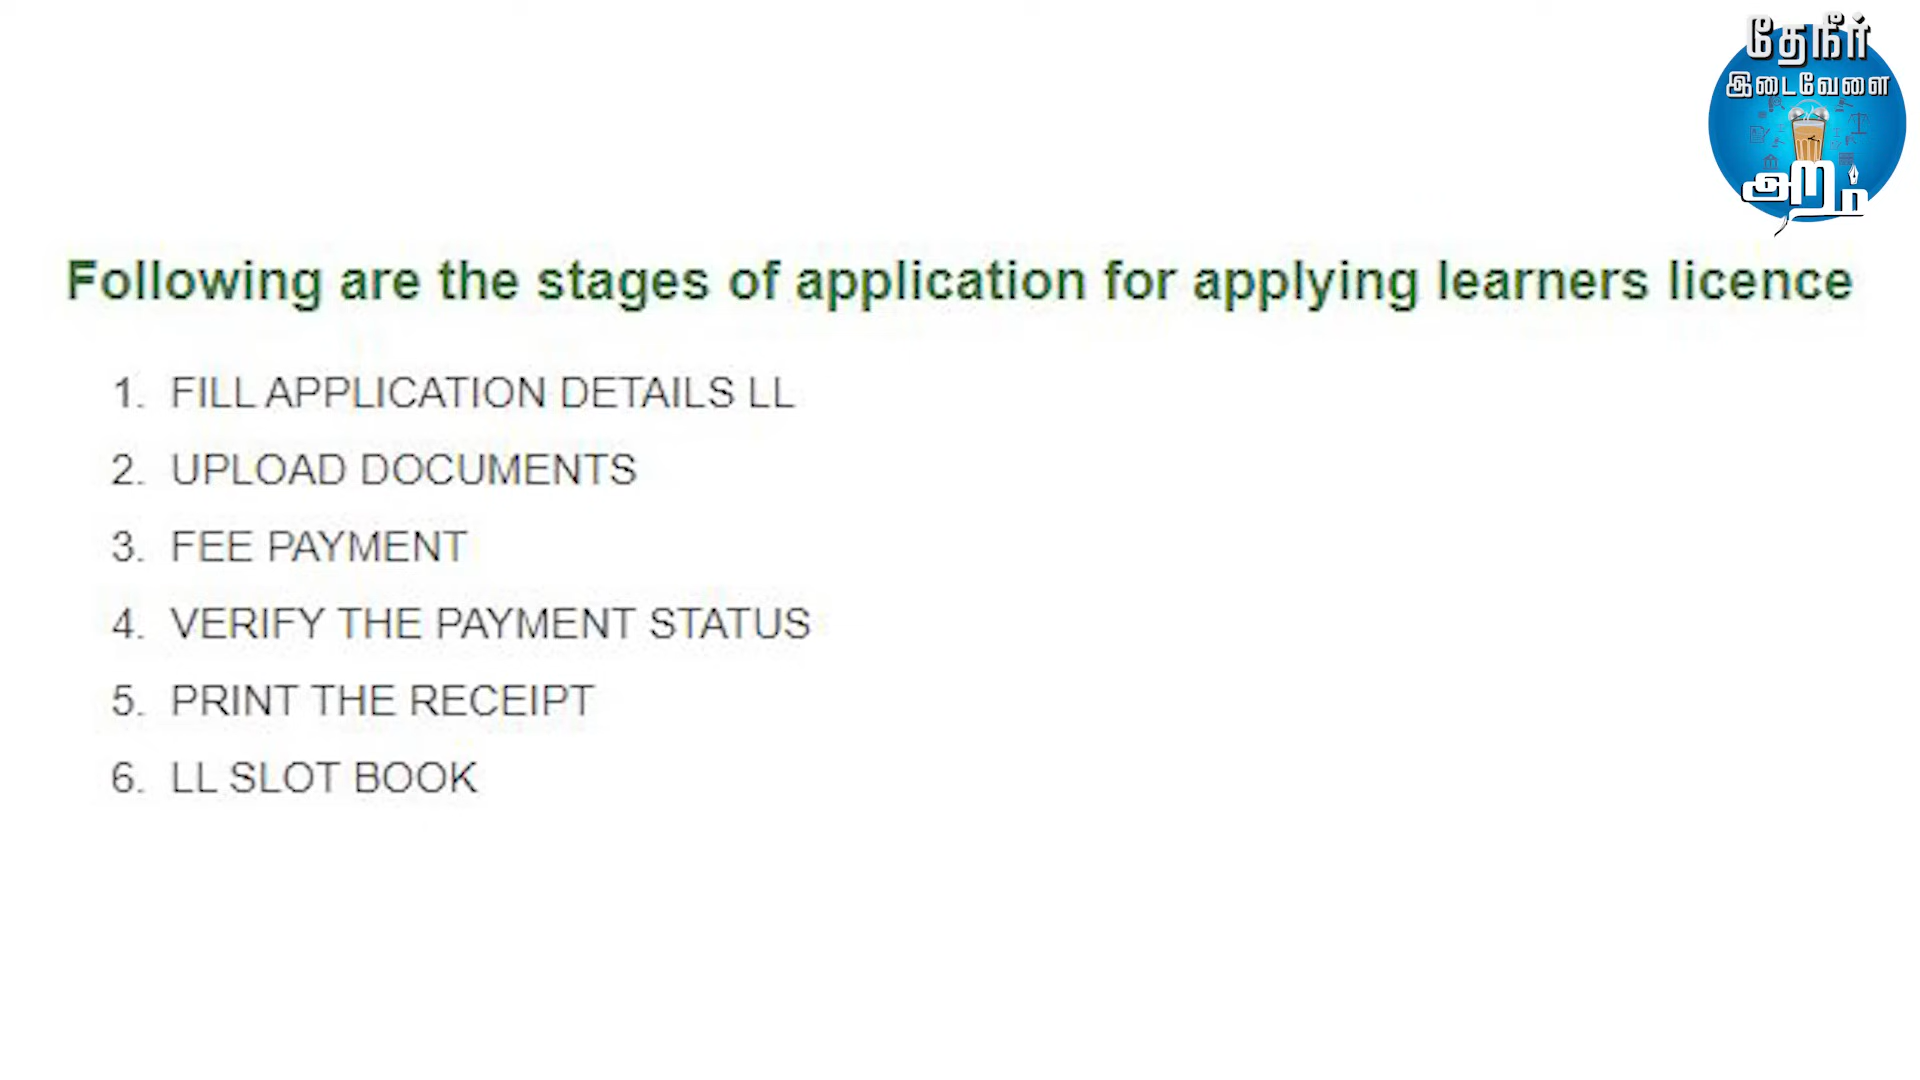 தேநீர்
இடைவேளை
அறம்
Following are the stages of application for applying learners licence
1. FILL APPLICATION DETAILS LL
2. UPLOAD DOCUMENTS
3. FEE PAYMENT
4. VERIFY THE PAYMENT STATUS
5. PRINT THE RECEIPT
6. LL SLOT BOOK